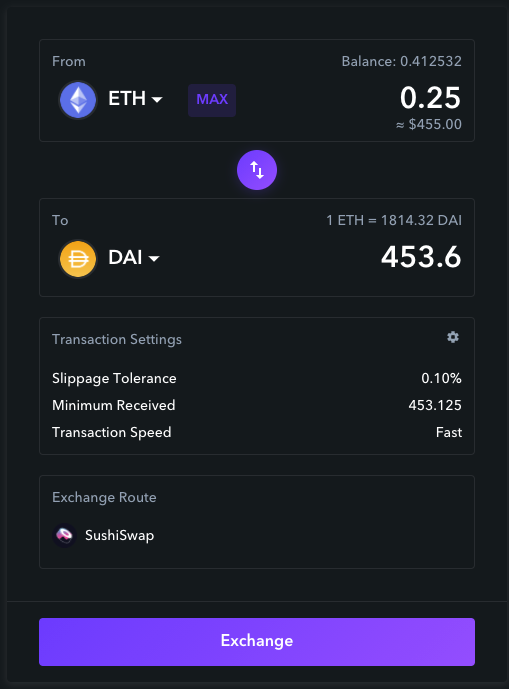 From
Balance: 0.412532
ETH
MAX
0.25
≈ $455.00
To
1 ETH = 1814.32 DAI
DAI
453.6
Transaction Settings
Slippage Tolerance 0.10%
Minimum Received 453.125
Transaction Speed Fast
Exchange Route
SushiSwap
Exchange